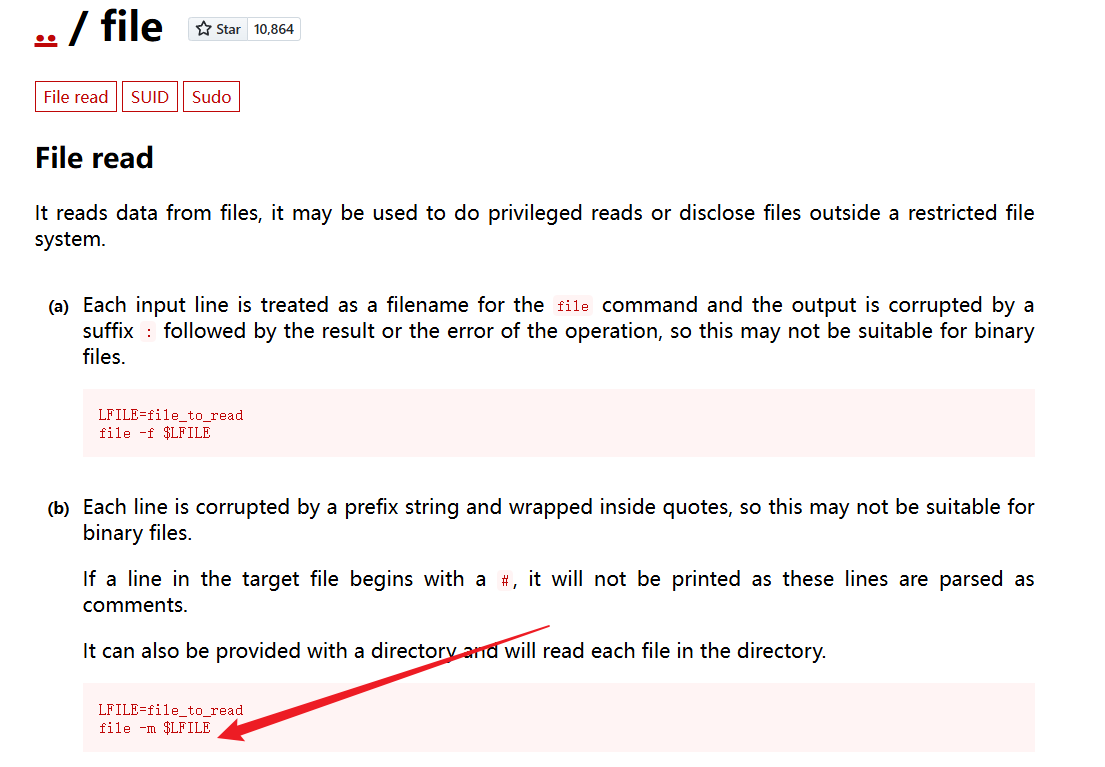 .. / file Star 10,864
File read SUID Sudo
File read
It reads data from files, it may be used to do privileged reads or disclose files outside a restricted file
system.
(a) Each input line is treated as a filename for the file command and the output is corrupted by a
suffix : followed by the result or the error of the operation, so this may not be suitable for binary
files.
LFILE=file_to_read
file -f $LFILE
(b) Each line is corrupted by a prefix string and wrapped inside quotes, so this may not be suitable for
binary files.
If a line in the target file begins with a #, it will not be printed as these lines are parsed as
comments.
It can also be provided with a directory and will read each file in the directory.
LFILE=file_to_read
file -m $LFILE